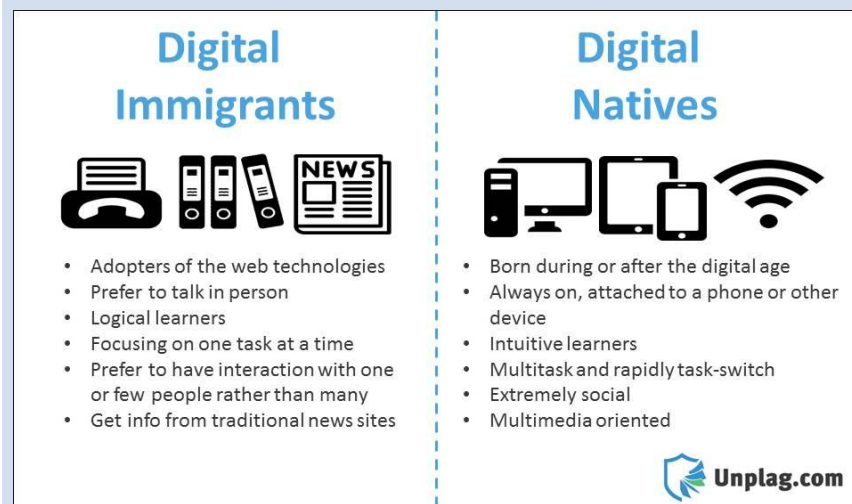 Digital
Immigrants
NEWS
• Adopters of the web technologies
• Prefer to talk in person
• Logical learners
• Focusing on one task at a time
• Prefer to have interaction with one
or few people rather than many
• Get info from traditional news sites
Digital
Natives
• Born during or after the digital age
• Always on, attached to a phone or other
device
• Intuitive learners
• Multitask and rapidly task-switch
• Extremely social
• Multimedia oriented
Unplag.com